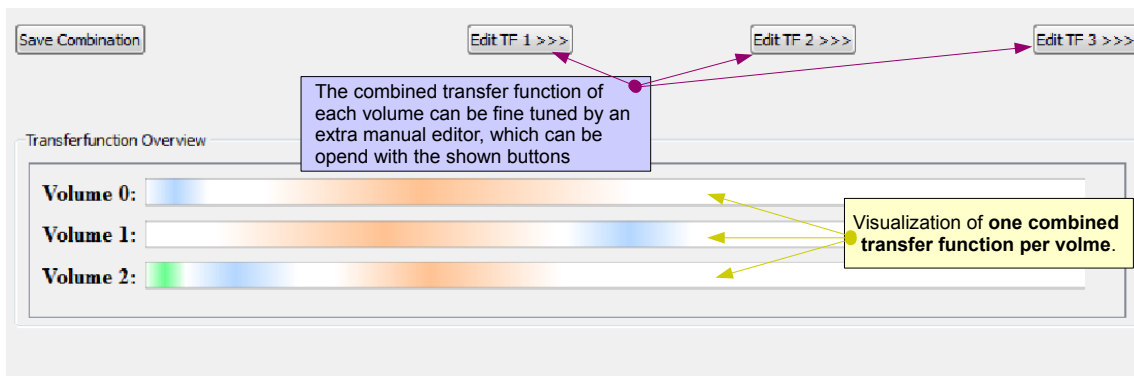 Save Combination
Edit TF 1 >>>
Edit TF 2 >>>
Edit TF 3 >>>
The combined transfer function of
each volume can be fine tuned by an
extra manual editor, which can be
opend with the shown buttons
Transferfunction Overview
Volume 0:
Volume 1:
Volume 2:
Visualization of one combined
transfer function per volme.